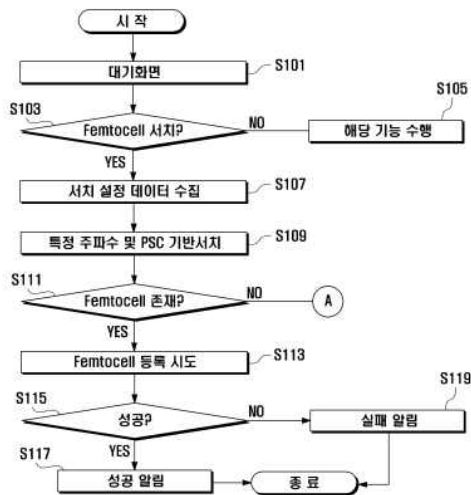 시 작
대기화면
S101
S103
Femtocell 서치?
NO
S105
해당 기능 수행
YES
서치 설정 데이터 수집
S107
특정 주파수 및 PSC 기반서치
S109
S111
Femtocell 존재?
NO
A
YES
Femtocell 등록 시도
S113
S115
성공?
NO
S119
실패 알림
YES
S117
성공 알림
종 료